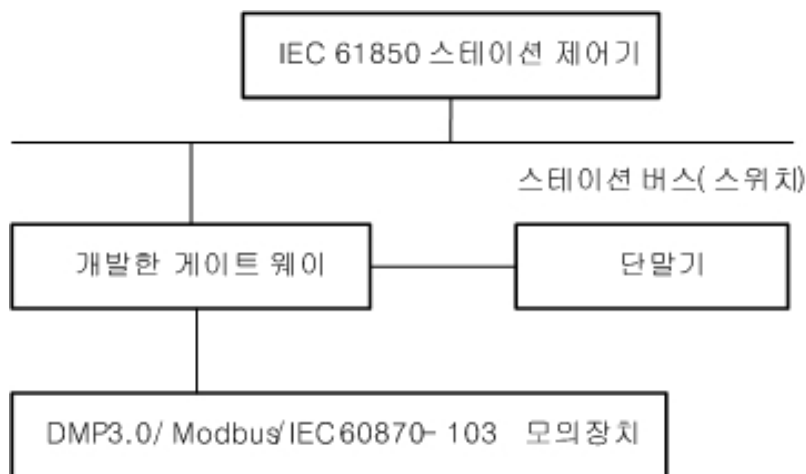 IEC 61850 스테이션 제어기
스테이션 버스( 스위치)
개발한 게이트 웨이
단말기
DMP3.0/ Modbus/IEC60870- 103 모의장치